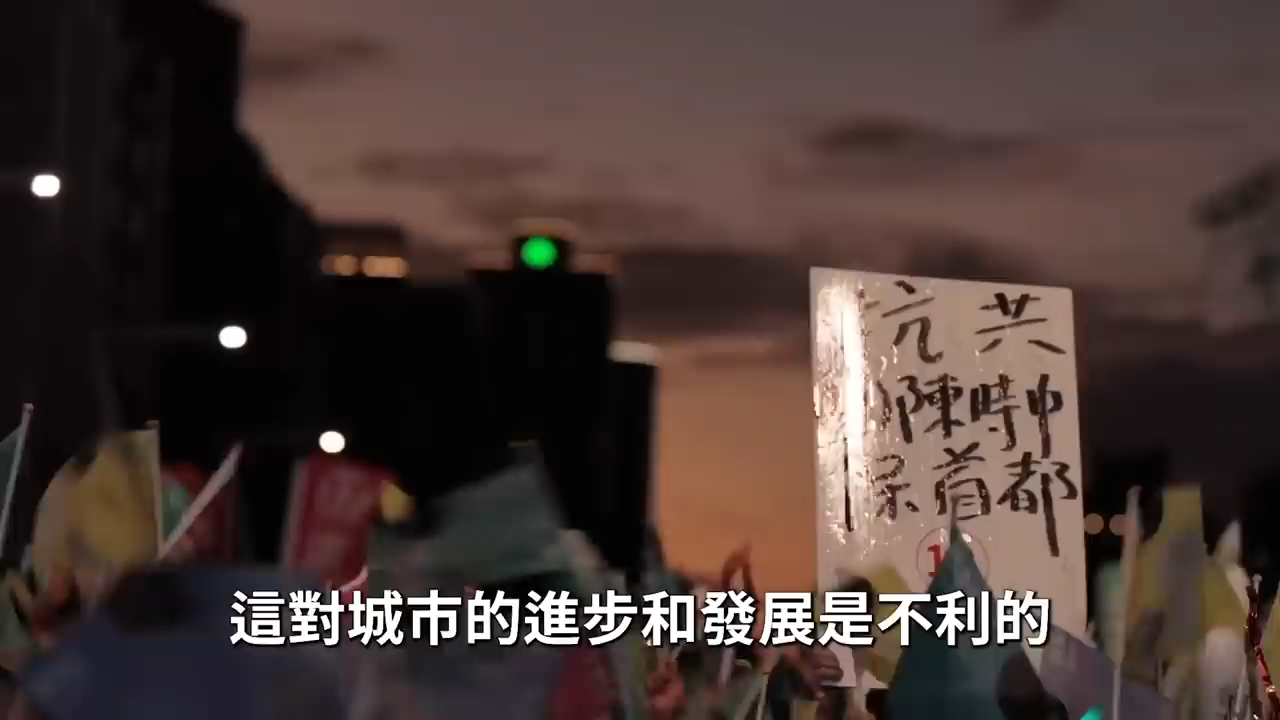 抗共
陳時中
保首都
這對城市的進步和發展是不利的